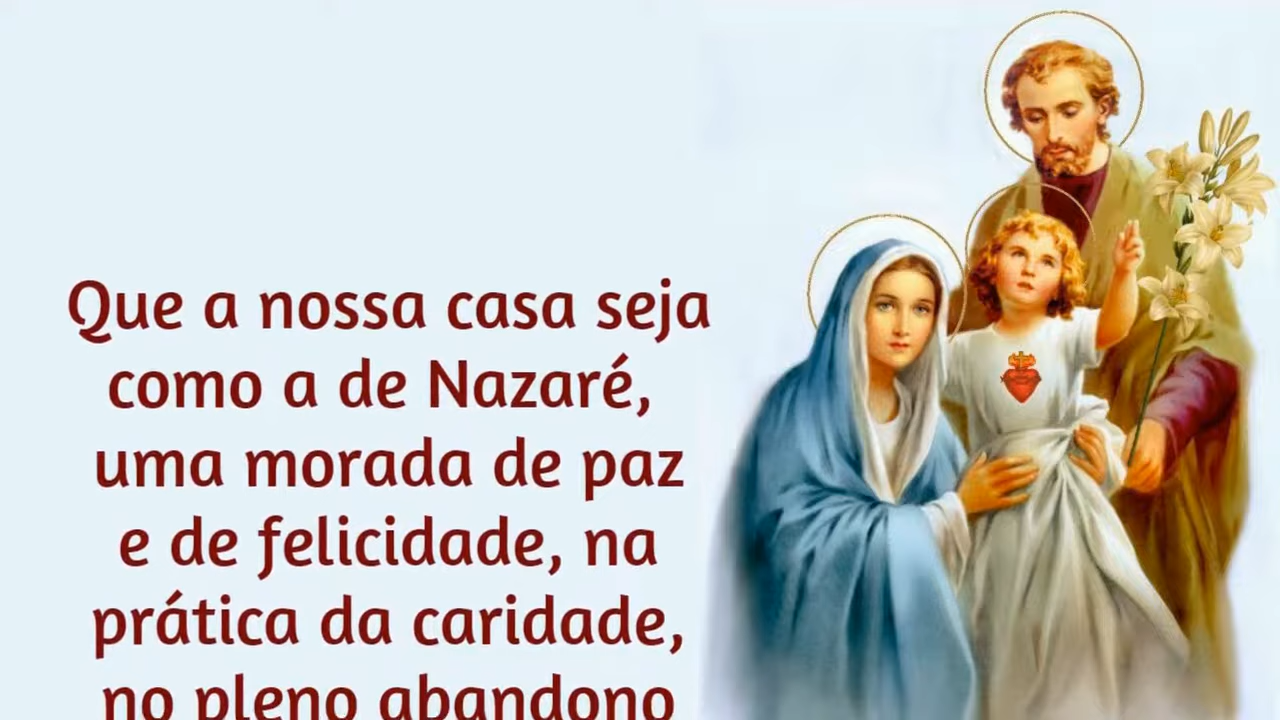 Que a nossa casa seja
como a de Nazaré,
uma morada de paz
e de felicidade, na
prática da caridade,
no pleno abandono